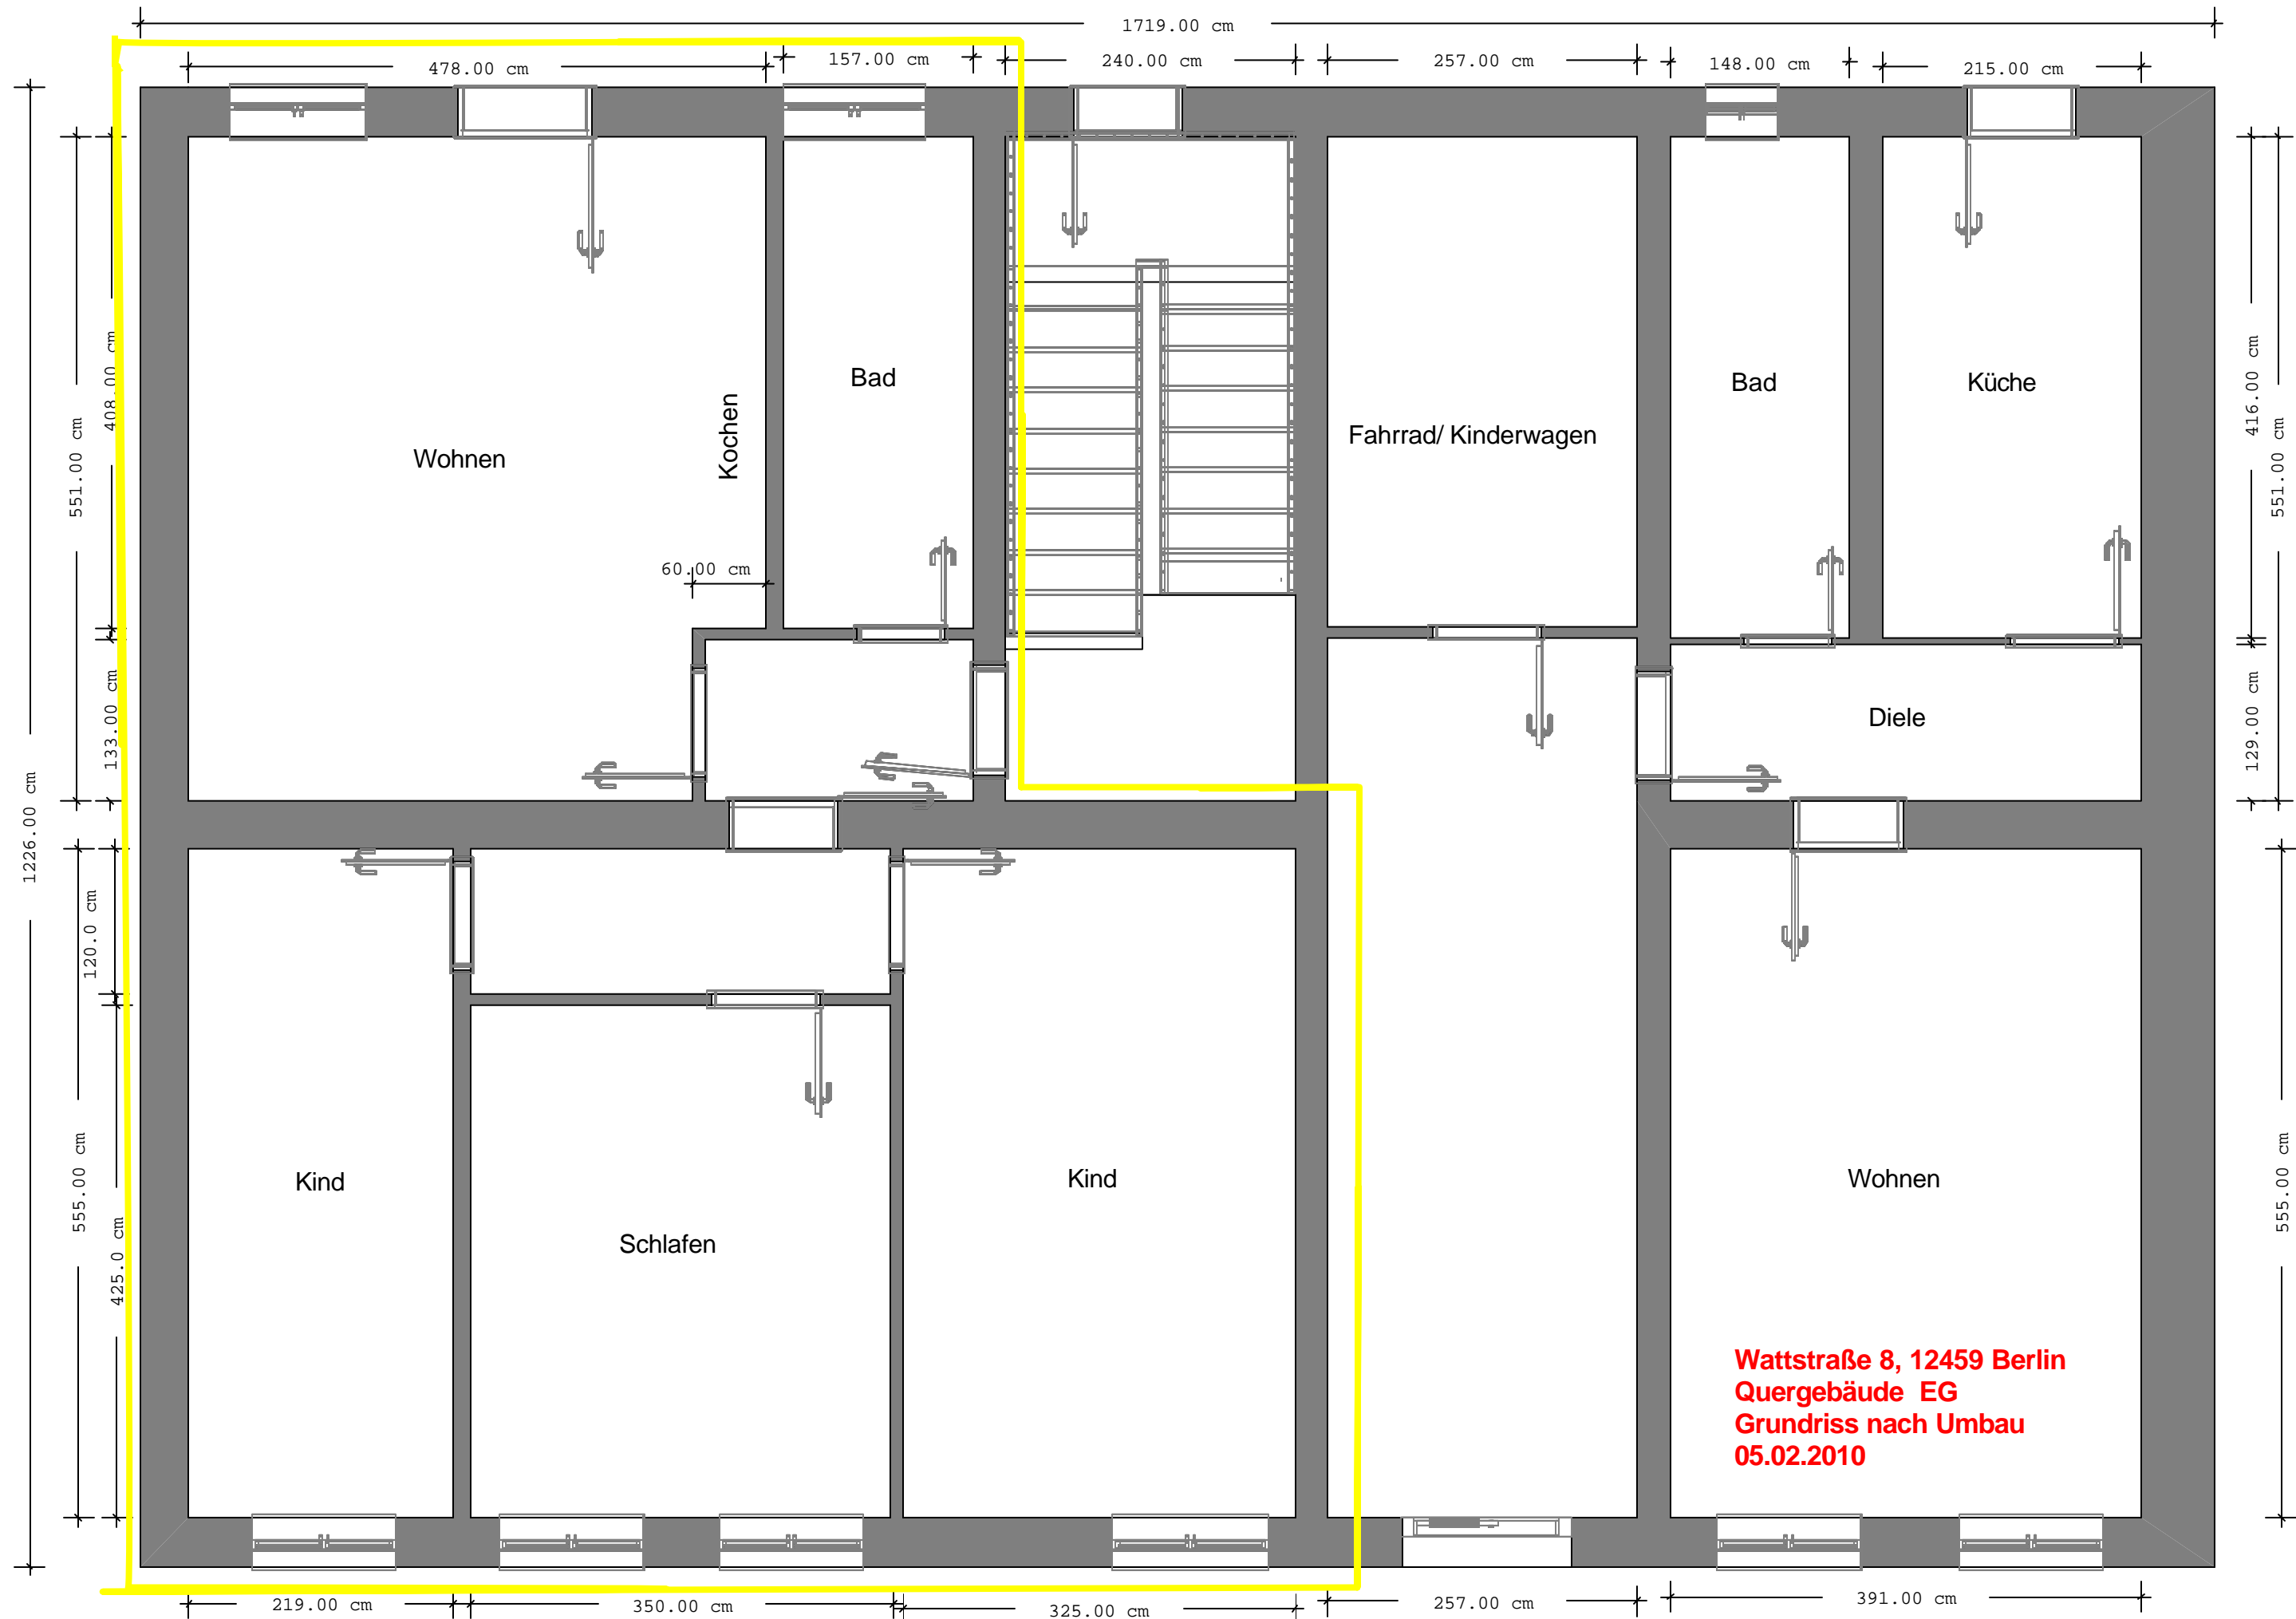 1719.00 cm
478.00 cm
157.00 cm
240.00 cm
257.00 cm
148.00 cm
215.00 cm
551.00 cm
408.00 cm
133.00 cm
1226.00 cm
Wohnen
Kochen
Bad
60.00 cm
Fahrrad/ Kinderwagen
Bad
Küche
Diele
416.00 cm
551.00 cm
129.00 cm
120.0 cm
555.00 cm
425.0 cm
Kind
Schlafen
Kind
Wohnen
555.00 cm
Wattstraße 8, 12459 Berlin
Quergebäude  EG
Grundriss nach Umbau
05.02.2010
219.00 cm
350.00 cm
325.00 cm
257.00 cm
391.00 cm